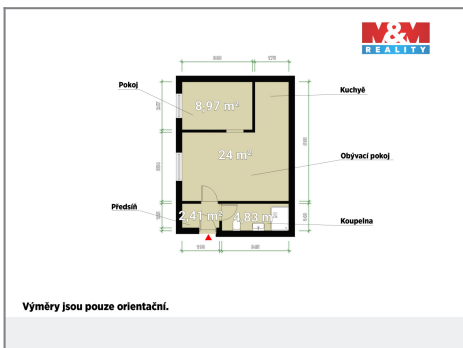 M&M
REALITY
Pokoj
Kuchyě
8,97 m²
24 m²
Obývací pokoj
Předsíň
2,41 m²
4,83 m²
Koupelna
Výměry jsou pouze orientační.